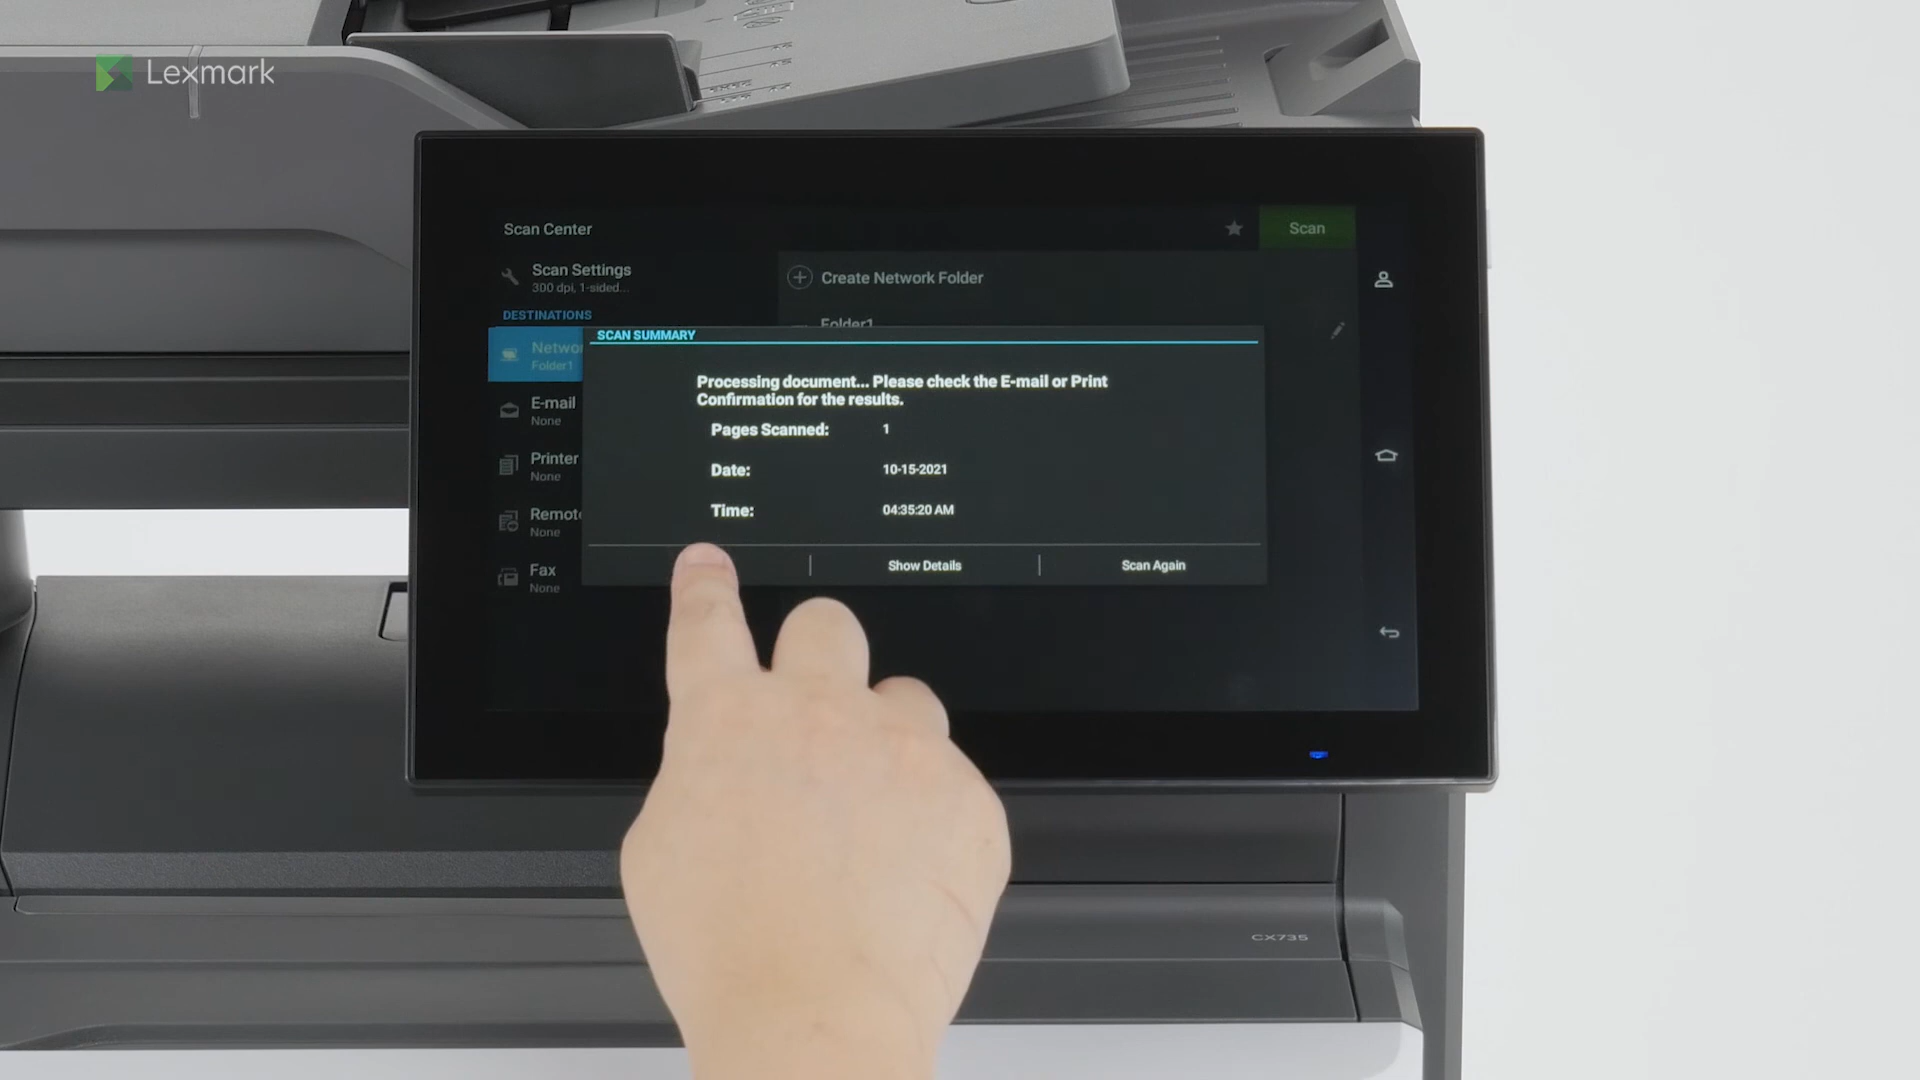 Lexmark
Scan Center
Scan
Scan Settings
300 dpi, 1-sided...
Create Network Folder
DESTINATIONS
Folder1
Folder1
E-mail
None
Printer
None
None
Fax
None
SCAN SUMMARY
Processing document... Please check the E-mail or Print
Confirmation for the results.
Pages Scanned: 1
Date: 10-15-2021
Time: 04:35:20 AM
Show Details
Scan Again
CX735